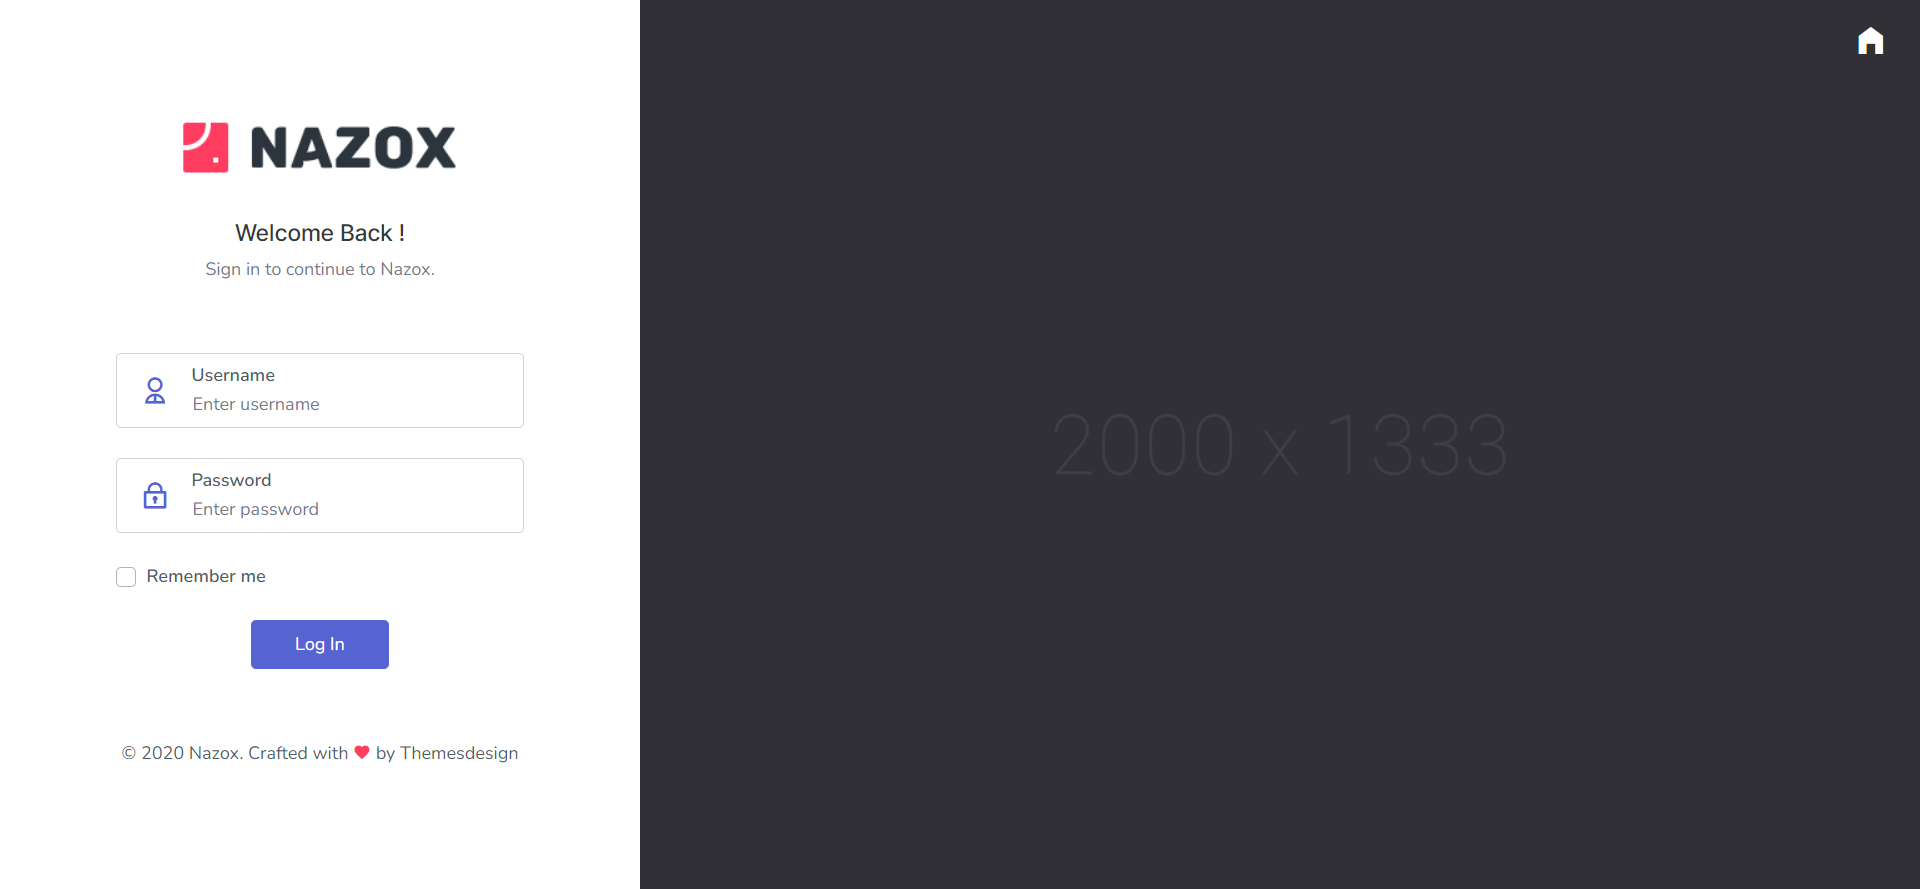 NAZOX
Welcome Back !
Sign in to continue to Nazox.
Username
Enter username
Password
Enter password
Remember me
Log In
© 2020 Nazox. Crafted with ❤ by Themesdesign
2000 x 1333